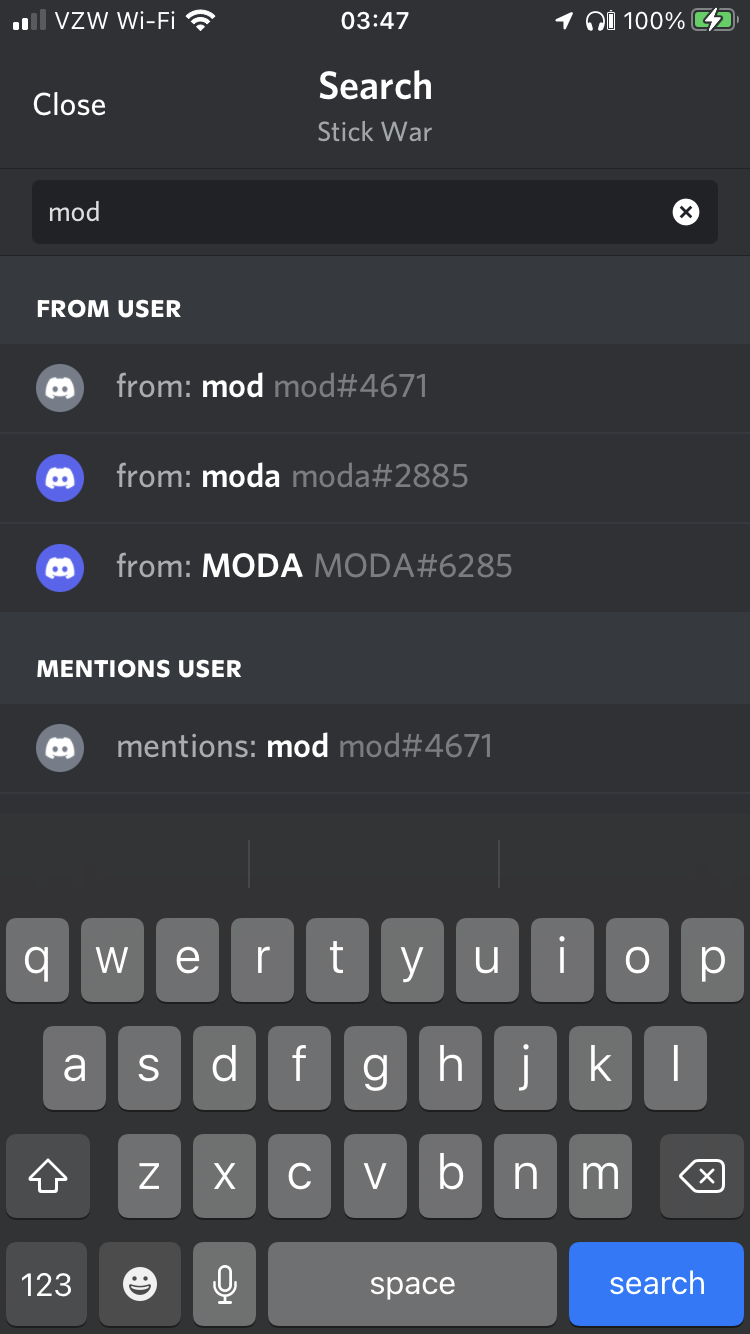 VZW Wi-Fi 03:47 100%
Search
Close
Stick War
mod
FROM USER
from: mod mod#4671
from: moda moda#2885
from: MODA MODA#6285
MENTIONS USER
mentions: mod mod#4671
q w e r t y u i o p
a s d f g h j k l
z x c v b n m
123 space search